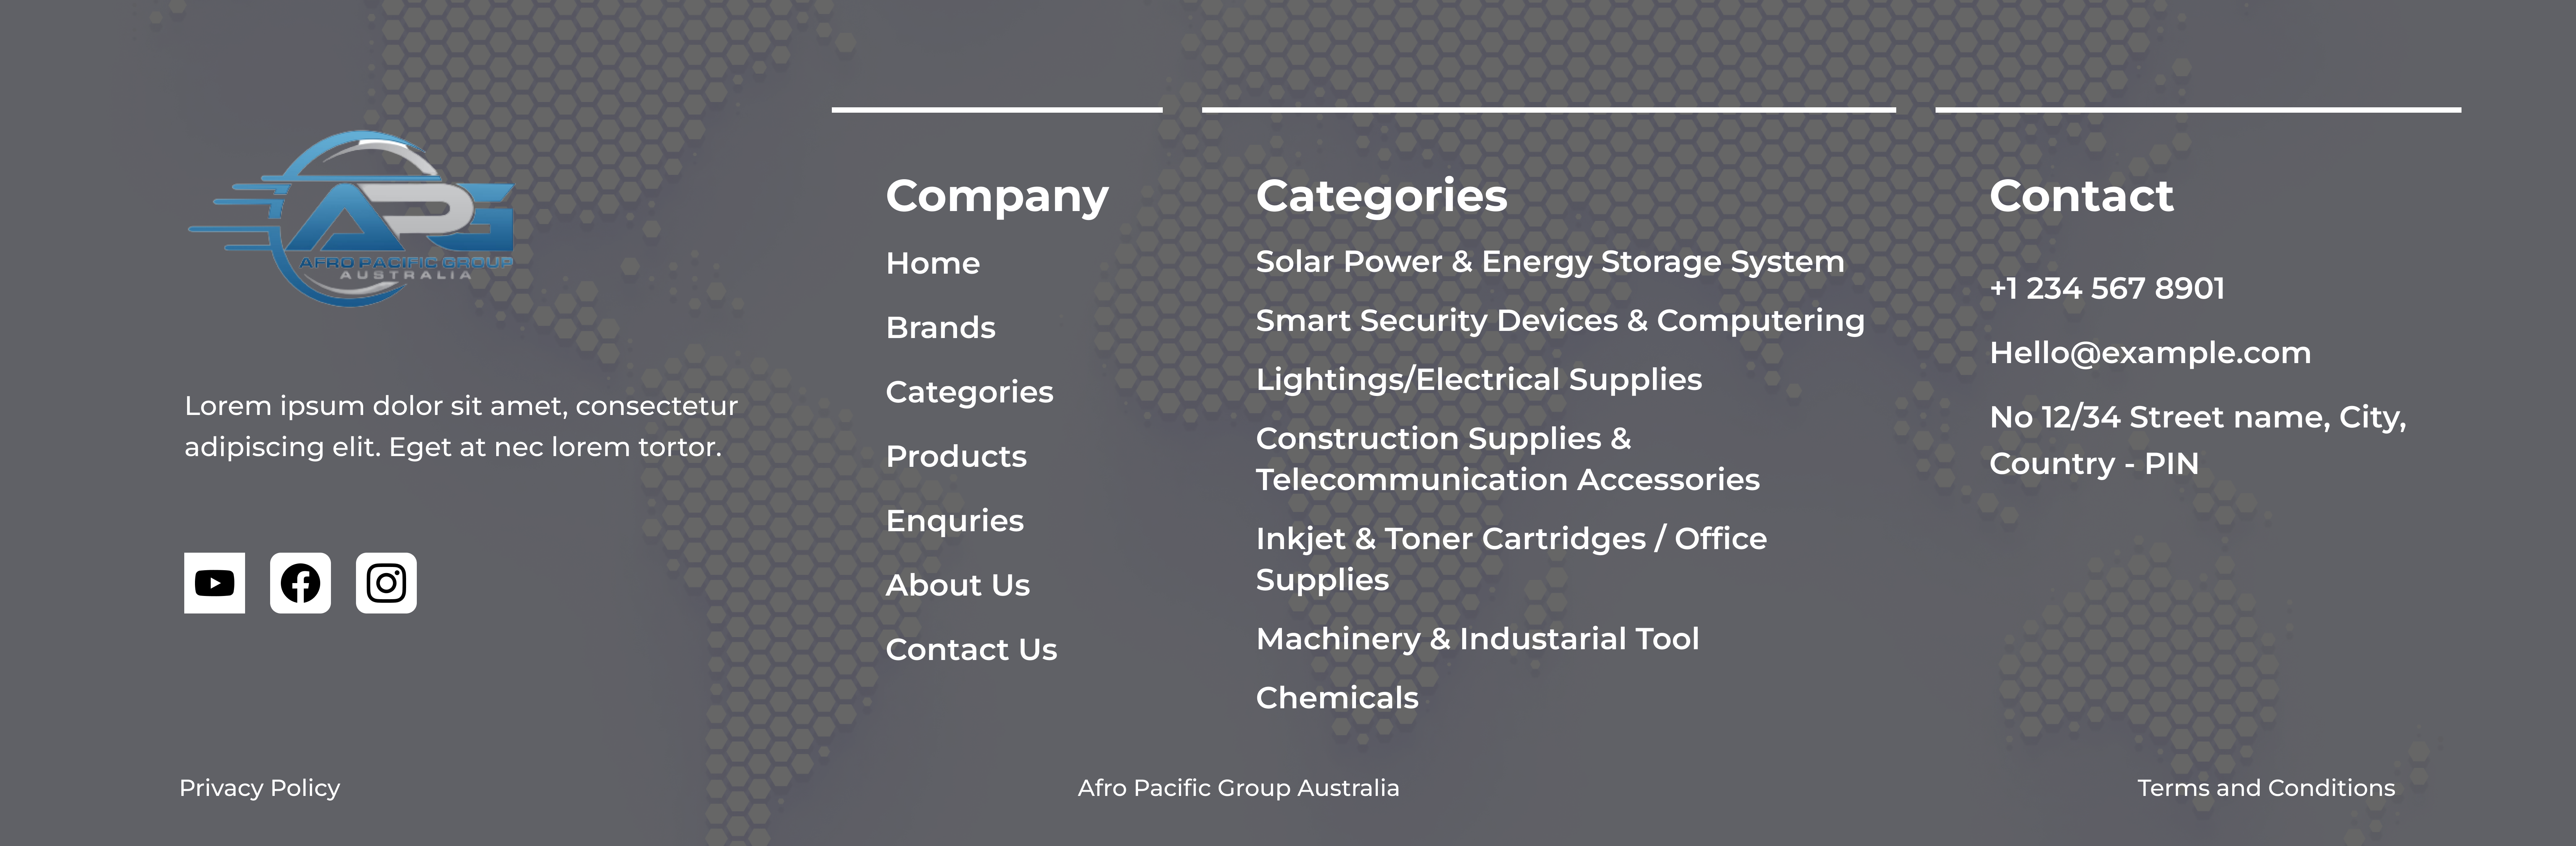 APG
AFRO PACIFIC GROUP
AUSTRALIA
Lorem ipsum dolor sit amet, consectetur
adipiscing elit. Eget at nec lorem tortor.
Company
Home
Brands
Categories
Products
Enquries
About Us
Contact Us
Categories
Solar Power & Energy Storage System
Smart Security Devices & Computering
Lightings/Electrical Supplies
Construction Supplies &
Telecommunication Accessories
Inkjet & Toner Cartridges / Office
Supplies
Machinery & Industarial Tool
Chemicals
Contact
+1 234 567 8901
Hello@example.com
No 12/34 Street name, City,
Country - PIN
Privacy Policy
Afro Pacific Group Australia
Terms and Conditions